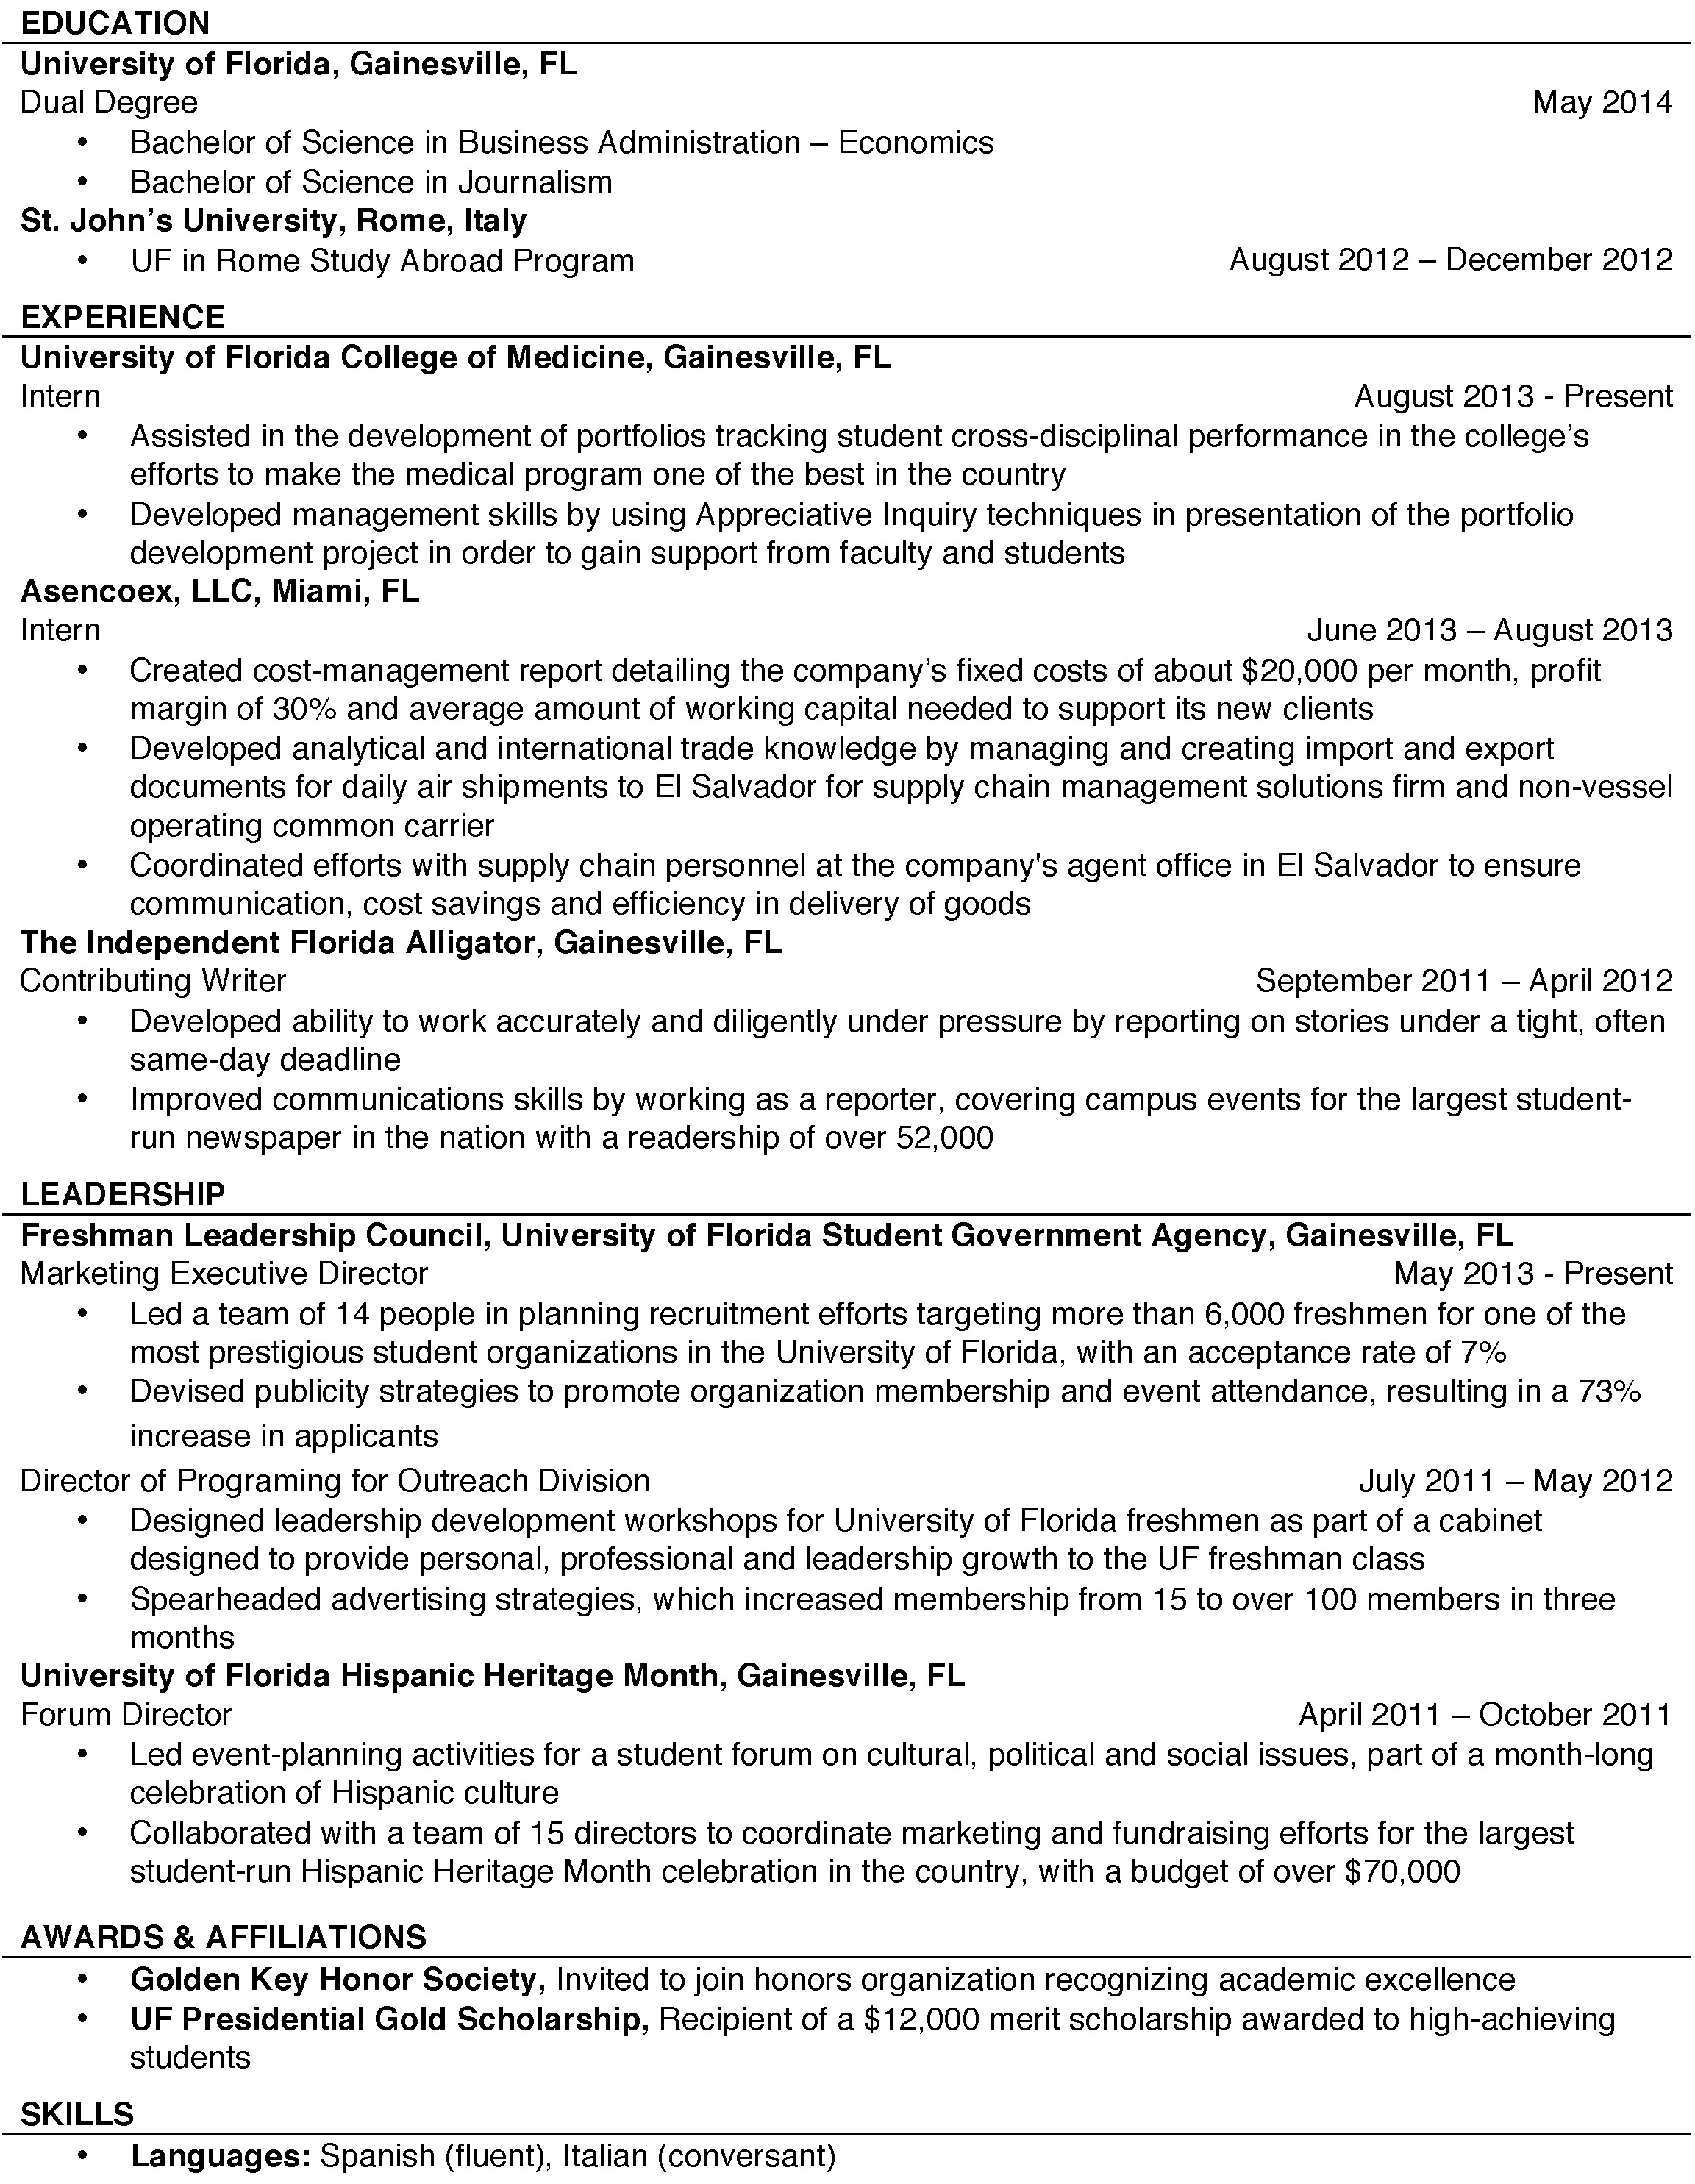 EDUCATION
University of Florida, Gainesville, FL
Dual Degree May 2014
• Bachelor of Science in Business Administration – Economics
• Bachelor of Science in Journalism
St. John’s University, Rome, Italy
• UF in Rome Study Abroad Program August 2012 – December 2012
EXPERIENCE
University of Florida College of Medicine, Gainesville, FL
Intern August 2013 - Present
• Assisted in the development of portfolios tracking student cross-disciplinal performance in the college’s
efforts to make the medical program one of the best in the country
• Developed management skills by using Appreciative Inquiry techniques in presentation of the portfolio
development project in order to gain support from faculty and students
Asencoex, LLC, Miami, FL
Intern June 2013 – August 2013
• Created cost-management report detailing the company’s fixed costs of about $20,000 per month, profit
margin of 30% and average amount of working capital needed to support its new clients
• Developed analytical and international trade knowledge by managing and creating import and export
documents for daily air shipments to El Salvador for supply chain management solutions firm and non-vessel
operating common carrier
• Coordinated efforts with supply chain personnel at the company's agent office in El Salvador to ensure
communication, cost savings and efficiency in delivery of goods
The Independent Florida Alligator, Gainesville, FL
Contributing Writer September 2011 – April 2012
• Developed ability to work accurately and diligently under pressure by reporting on stories under a tight, often
same-day deadline
• Improved communications skills by working as a reporter, covering campus events for the largest student-
run newspaper in the nation with a readership of over 52,000
LEADERSHIP
Freshman Leadership Council, University of Florida Student Government Agency, Gainesville, FL
Marketing Executive Director May 2013 - Present
• Led a team of 14 people in planning recruitment efforts targeting more than 6,000 freshmen for one of the
most prestigious student organizations in the University of Florida, with an acceptance rate of 7%
• Devised publicity strategies to promote organization membership and event attendance, resulting in a 73%
increase in applicants
Director of Programing for Outreach Division July 2011 – May 2012
• Designed leadership development workshops for University of Florida freshmen as part of a cabinet
designed to provide personal, professional and leadership growth to the UF freshman class
• Spearheaded advertising strategies, which increased membership from 15 to over 100 members in three
months
University of Florida Hispanic Heritage Month, Gainesville, FL
Forum Director April 2011 – October 2011
• Led event-planning activities for a student forum on cultural, political and social issues, part of a month-long
celebration of Hispanic culture
• Collaborated with a team of 15 directors to coordinate marketing and fundraising efforts for the largest
student-run Hispanic Heritage Month celebration in the country, with a budget of over $70,000
AWARDS & AFFILIATIONS
• Golden Key Honor Society, Invited to join honors organization recognizing academic excellence
• UF Presidential Gold Scholarship, Recipient of a $12,000 merit scholarship awarded to high-achieving
students
SKILLS
• Languages: Spanish (fluent), Italian (conversant)